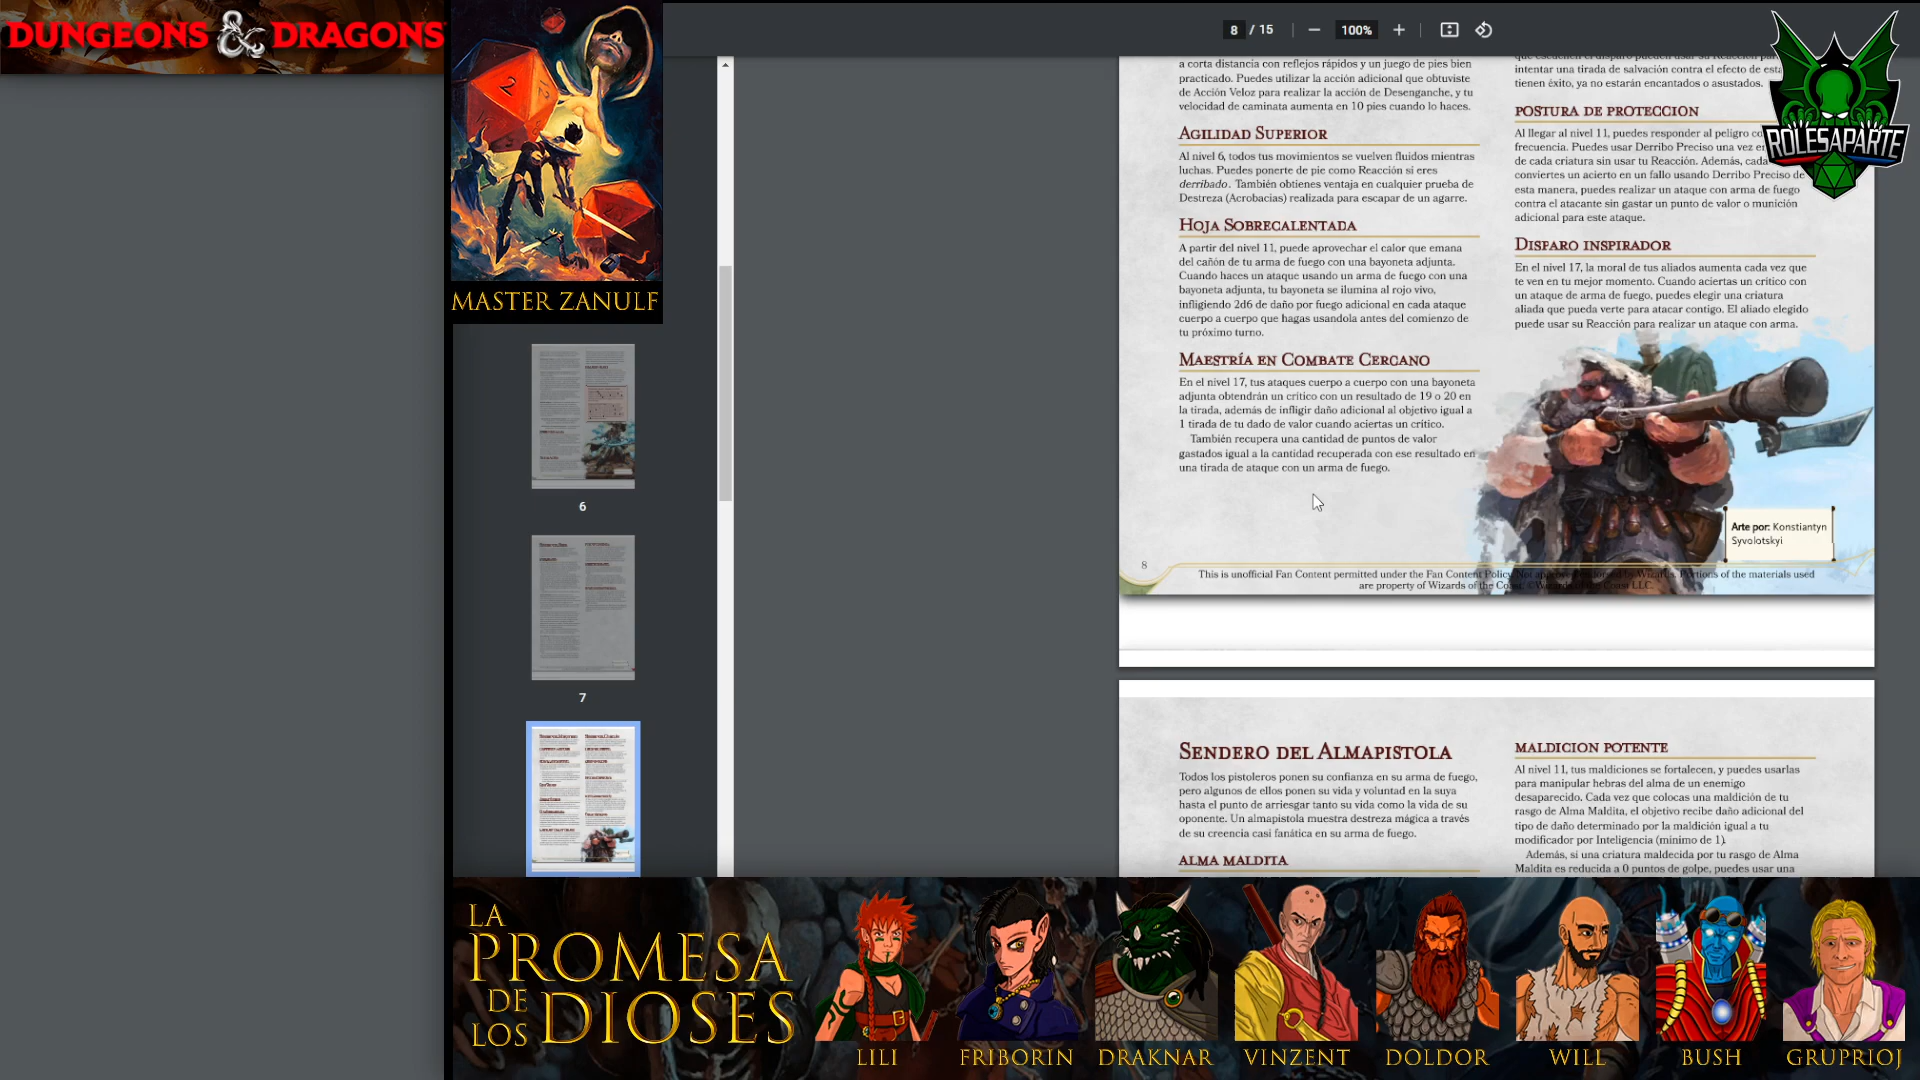 DUNGEONS & DRAGONS
MASTER ZANULF
6
7
8 / 15
100%
a corta distancia con reflejos rápidos y un juego de pies bien
practicado. Puedes utilizar la acción adicional que obtuviste
de Acción Veloz para realizar la acción de Desenganche, y tu
velocidad de caminata aumenta en 10 pies cuando lo haces.
AGILIDAD SUPERIOR
Al nivel 6, todos tus movimientos se vuelven fluidos mientras
luchas. Puedes ponerte de pie como Reacción si eres
derribado. También obtienes ventaja en cualquier prueba de
Destreza (Acrobacias) realizada para escapar de un agarre.
HOJA SOBRECALENTADA
A partir del nivel 11, puede aprovechar el calor que emana
del cañón de tu arma de fuego con una bayoneta adjunta.
Cuando haces un ataque usando un arma de fuego con una
bayoneta adjunta, tu bayoneta se ilumina al rojo vivo,
infligiendo 2d6 de daño por fuego adicional en cada ataque
cuerpo a cuerpo que hagas usandola antes del comienzo de
tu próximo turno.
MAESTRÍA EN COMBATE CERCANO
En el nivel 17, tus ataques cuerpo a cuerpo con una bayoneta
adjunta obtendrán un crítico con un resultado de 19 o 20 en
la tirada, además de infligir daño adicional al objetivo igual a
1 tirada de tu dado de valor cuando aciertas un crítico.
También recupera una cantidad de puntos de valor
gastados igual a la cantidad recuperada con ese resultado en
una tirada de ataque con un arma de fuego.
intentar una tirada de salvación contra el efecto de
tienen éxito, ya no estarán encantados o asustados.
POSTURA DE PROTECCION
Al llegar al nivel 11, puedes responder al peligro
frecuencia. Puedes usar Derribo Preciso una vez
de cada criatura sin usar tu Reacción. Además, cada
conviertes un acierto en un fallo usando Derribo Preciso de
esta manera, puedes realizar un ataque con arma de fuego
contra el atacante sin gastar un punto de valor o munición
adicional para este ataque.
DISPARO INSPIRADOR
En el nivel 17, la moral de tus aliados aumenta cada vez que
te ven en tu mejor momento. Cuando aciertas un critico con
un ataque de arma de fuego, puedes elegir una criatura
aliada que pueda verte para atacar contigo. El aliado elegido
puede usar su Reacción para realizar un ataque con arma.
Arte por: Konstiantyn
Syvolotskyi
8
This is unofficial Fan Content permitted under the Fan Content Policy. Not approved/endorsed by Wizards. Portions of the materials used
are property of Wizards of the Coast. ©Wizards of the Coast LLC.
ROLESAPARTE
SENDERO DEL ALMAPISTOLA
Todos los pistoleros ponen su confianza en su arma de fuego,
pero algunos de ellos ponen su vida y voluntad en la suya
hasta el punto de arriesgar tanto su vida como la vida de su
oponente. Un almapistola muestra destreza mágica a través
de su creencia casi fanática en su arma de fuego.
ALMA MALDITA
MALDICION POTENTE
Al nivel 11, tus maldiciones se fortalecen, y puedes usarlas
para manipular hebras del alma de un enemigo
desaparecido. Cada vez que colocas una maldición de tu
rasgo de Alma Maldita, el objetivo recibe daño adicional del
tipo de daño determinado por la maldición igual a tu
modificador por Inteligencia (mínimo de 1).
Además, si una criatura maldecida por tu rasgo de Alma
Maldita es reducida a 0 puntos de golpe, puedes usar una
LA
PROMESA
DE
LOS DIOSES
LILI
FRIBORIN
DRAKNAR
VINZENT
DOLDOR
WILL
BUSH
GRUPRIOJ